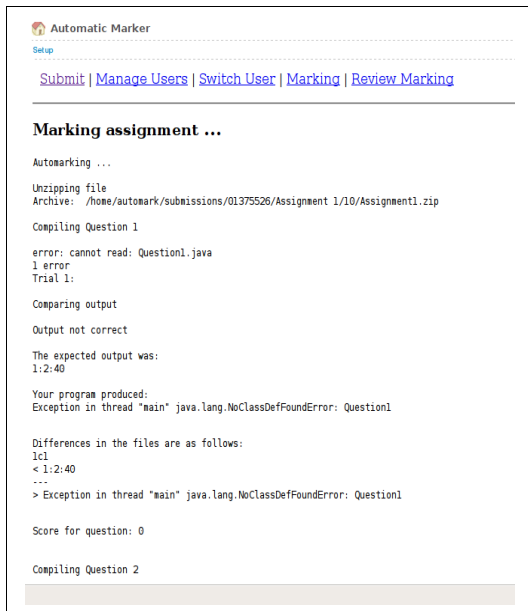 Automatic Marker
Setup
Submit | Manage Users | Switch User | Marking | Review Marking
Marking assignment ...
Automarking ...
Unzipping file
Archive:  /home/automark/submissions/01375526/Assignment 1/10/Assignment1.zip
Compiling Question 1
error: cannot read: Question1.java
1 error
Trial 1:
Comparing output
Output not correct
The expected output was:
1:2:40
Your program produced:
Exception in thread "main" java.lang.NoClassDefFoundError: Question1
Differences in the files are as follows:
1c1
< 1:2:40
---
> Exception in thread "main" java.lang.NoClassDefFoundError: Question1
Score for question: 0
Compiling Question 2